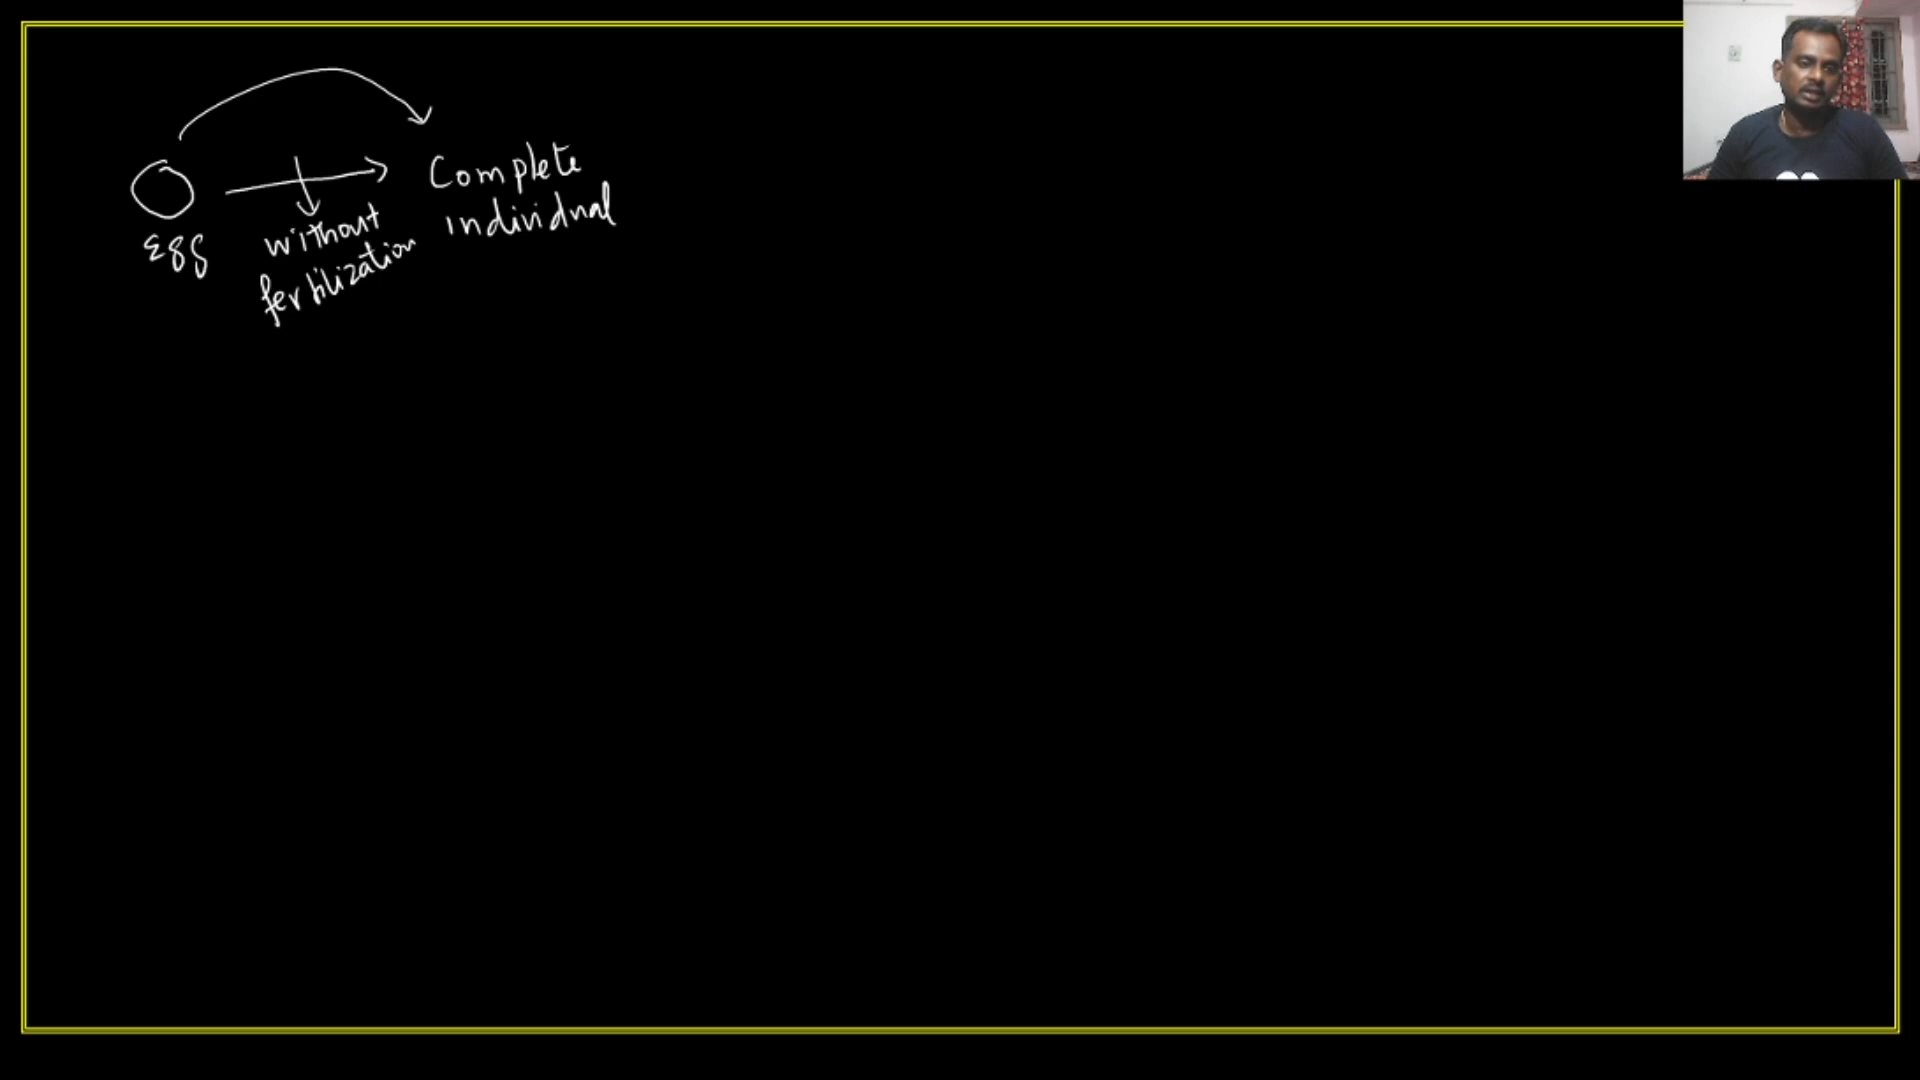 Egg
without
fertilization
Complete
individual